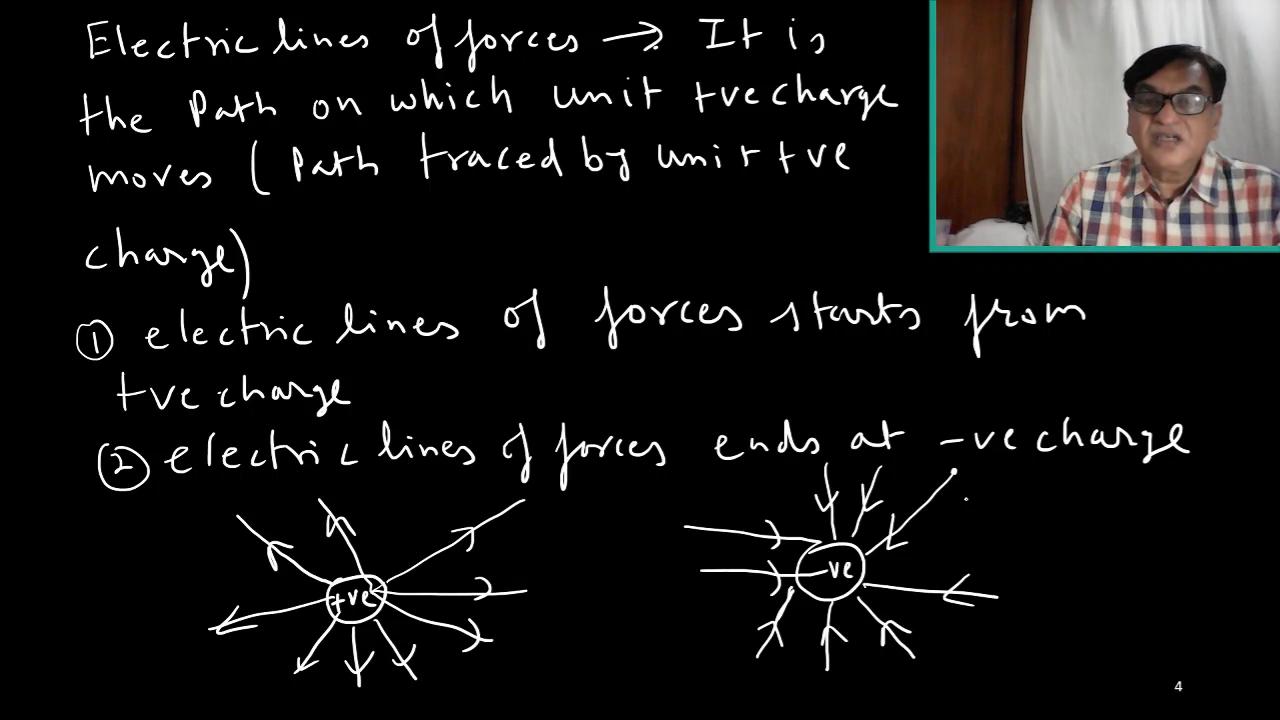 Electric lines of forces → It is
the Path on which unit +ve charge
moves ( Path traced by unit +ve
charge)
① electric lines of forces starts from
+ve charge
② electric lines of forces ends at -ve charge
+ve
-ve
4